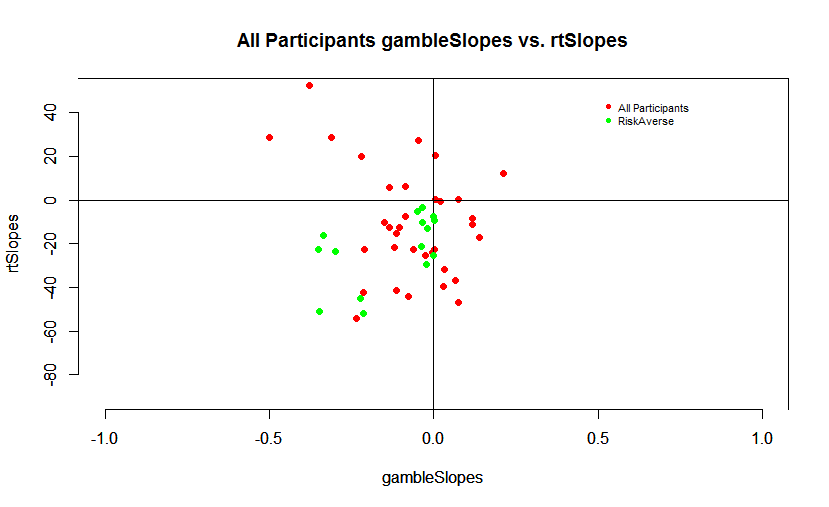 All Participants gambleSlopes vs. rtSlopes
All Participants
RiskAverse
40
20
0
-20
-40
-60
-80
rtSlopes
-1.0 -0.5 0.0 0.5 1.0
gambleSlopes